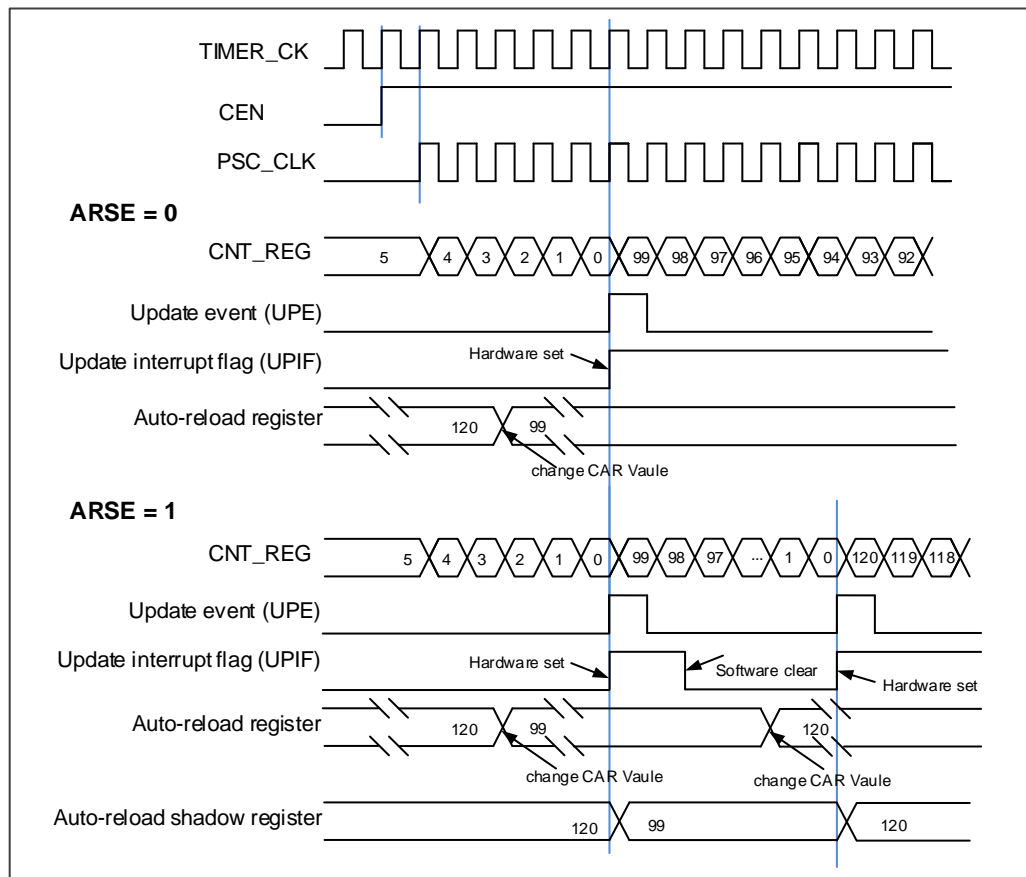 TIMER_CK
CEN
PSC_CLK
ARSE = 0
CNT_REG 5 4 3 2 1 0 99 98 97 96 95 94 93 92
Update event (UPE)
Update interrupt flag (UPIF) Hardware set
Auto-reload register 120 99
change CAR Vaule
ARSE = 1
CNT_REG 5 4 3 2 1 0 99 98 97 ... 1 0 120 119 118
Update event (UPE)
Update interrupt flag (UPIF) Hardware set Software clear Hardware set
Auto-reload register 120 99 120
change CAR Vaule change CAR Vaule
Auto-reload shadow register 120 99 120